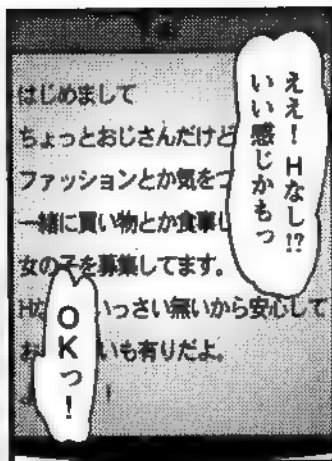 ええ！Hなし!?
いい感じかもっ
はじめまして
ちょっとおじさんだけど
ファッションとか気をつ
一緒に買い物とか食事し
女の子を募集してます。
Hな
いっさい無いから安心して
お
いも有りだよ。
！
OKっ！